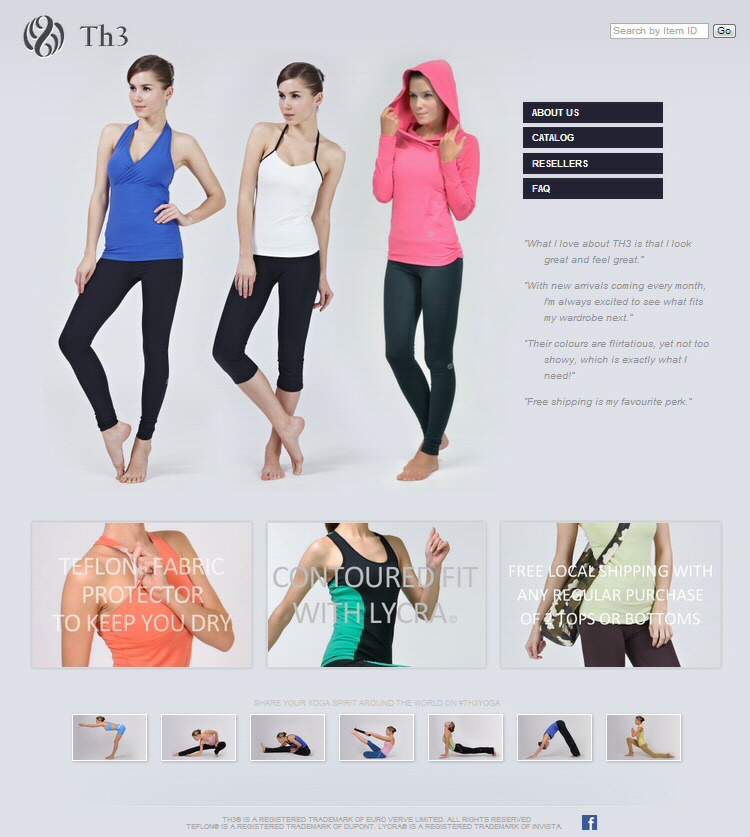 Th3
Search by Item ID
Go
ABOUT US
CATALOG
RESELLERS
FAQ
"What I love about TH3 is that I look
great and feel great."
"With new arrivals coming every month,
I'm always excited to see what fits
my wardrobe next."
"Their colours are flirtatious, yet not too
showy, which is exactly what I
need!"
"Free shipping is my favourite perk."
TEFLON® FABRIC
PROTECTOR
TO KEEP YOU DRY
CONTOURED FIT
WITH LYCRA©
FREE LOCAL SHIPPING WITH
ANY REGULAR PURCHASE
OF 2 TOPS OR BOTTOMS
SHARE YOUR YOGA SPIRIT AROUND THE WORLD ON #TH3YOGA
TH3® IS A REGISTERED TRADEMARK OF EURO VERVE LIMITED. ALL RIGHTS RESERVED
TEFLON® IS A REGISTERED TRADEMARK OF DUPONT. LYCRA® IS A REGISTERED TRADEMARK OF INVISTA.
f